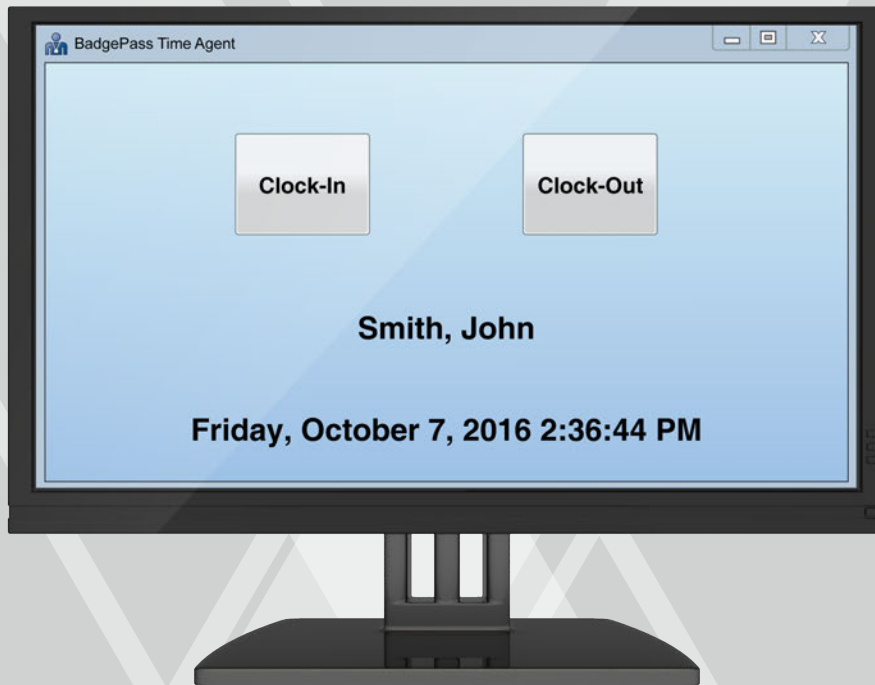 BadgePass Time Agent
Clock-In Clock-Out
Smith, John
Friday, October 7, 2016 2:36:44 PM